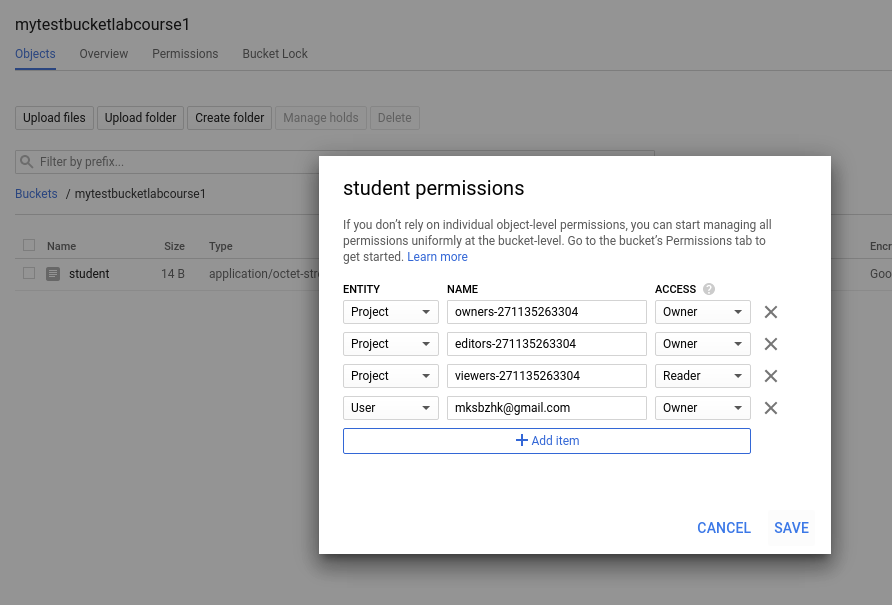 mytestbucketlabcourse1
Objects Overview Permissions Bucket Lock
Upload files Upload folder Create folder Manage holds Delete
Filter by prefix...
Buckets / mytestbucketlabcourse1
Name Size Type Encr
student 14 B application/octet-stre Goo
student permissions
If you don't rely on individual object-level permissions, you can start managing all
permissions uniformly at the bucket-level. Go to the bucket's Permissions tab to
get started. Learn more
ENTITY NAME ACCESS ?
Project owners-271135263304 Owner
Project editors-271135263304 Owner
Project viewers-271135263304 Reader
User mksbzhk@gmail.com Owner
+ Add item
CANCEL SAVE